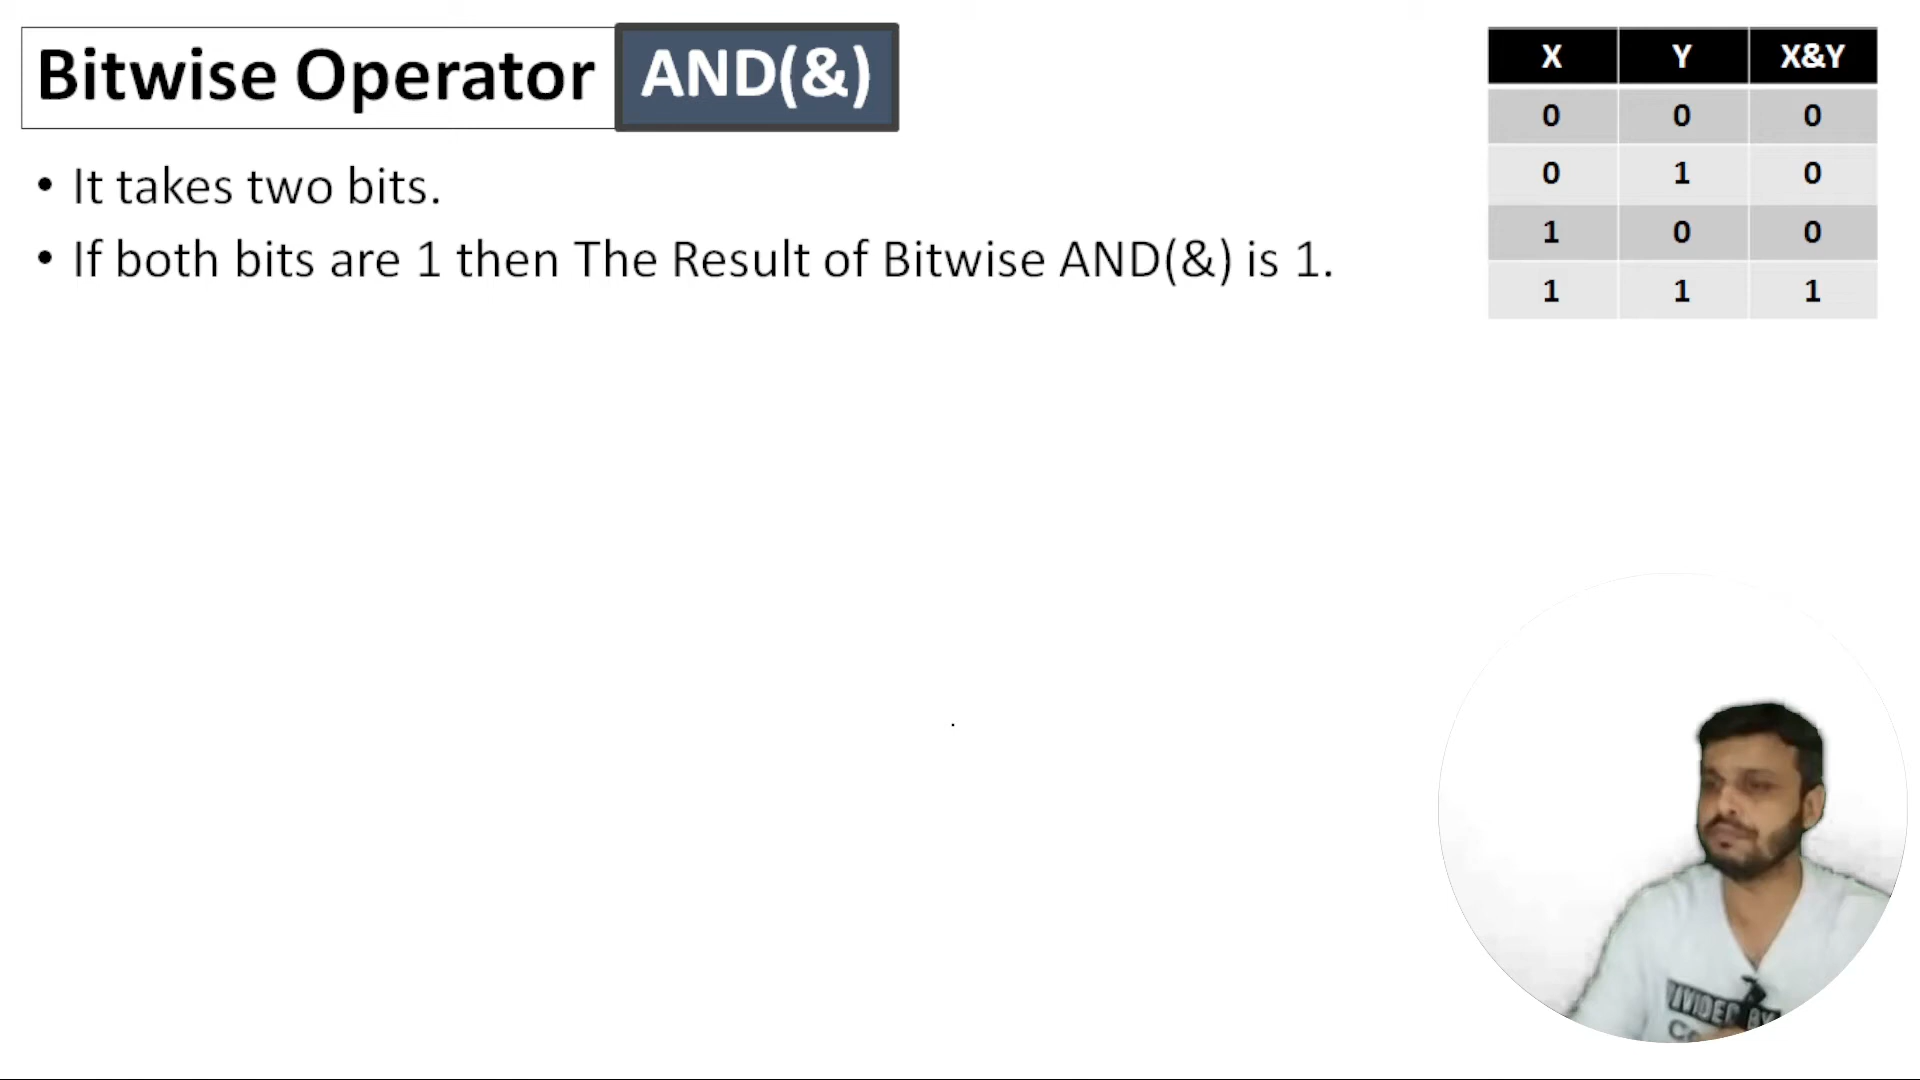 Bitwise Operator AND(&)
• It takes two bits.
• If both bits are 1 then The Result of Bitwise AND(&) is 1.
X Y X&Y
0 0 0
0 1 0
1 0 0
1 1 1